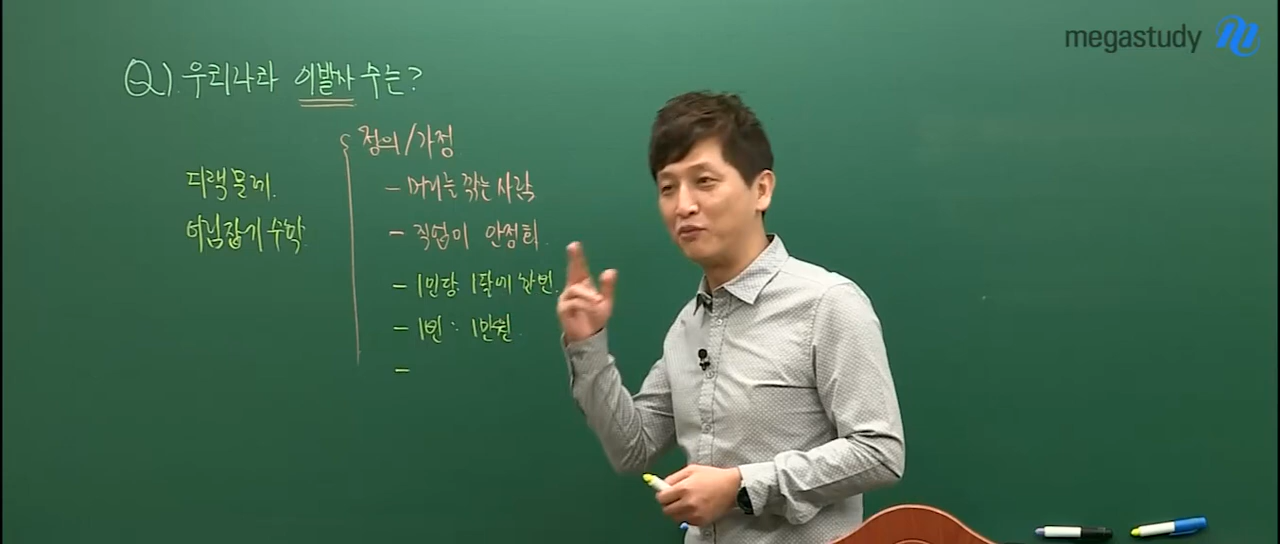 megastudy
Q). 우리나라 이발사 수는?
정의/가정
- 머리를 깎는 사람
- 직업이 안정화.
- 1인당 1달에 한번.
- 1인 : 1만원.
-
디랙 문제.
어림잡기 수학.